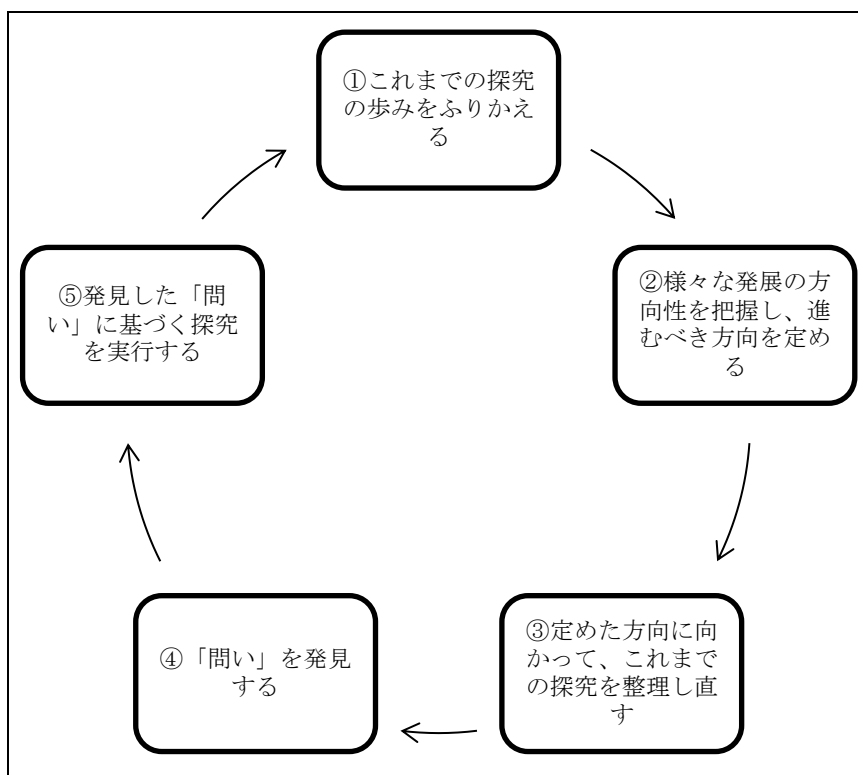 ①これまでの探究
の歩みをふりかえ
る
②様々な発展の方
向性を把握し、進
むべき方向を定め
る
③定めた方向に向
かって、これまで
の探究を整理し直
す
④「問い」を発見
する
⑤発見した「問
い」に基づく探究
を実行する